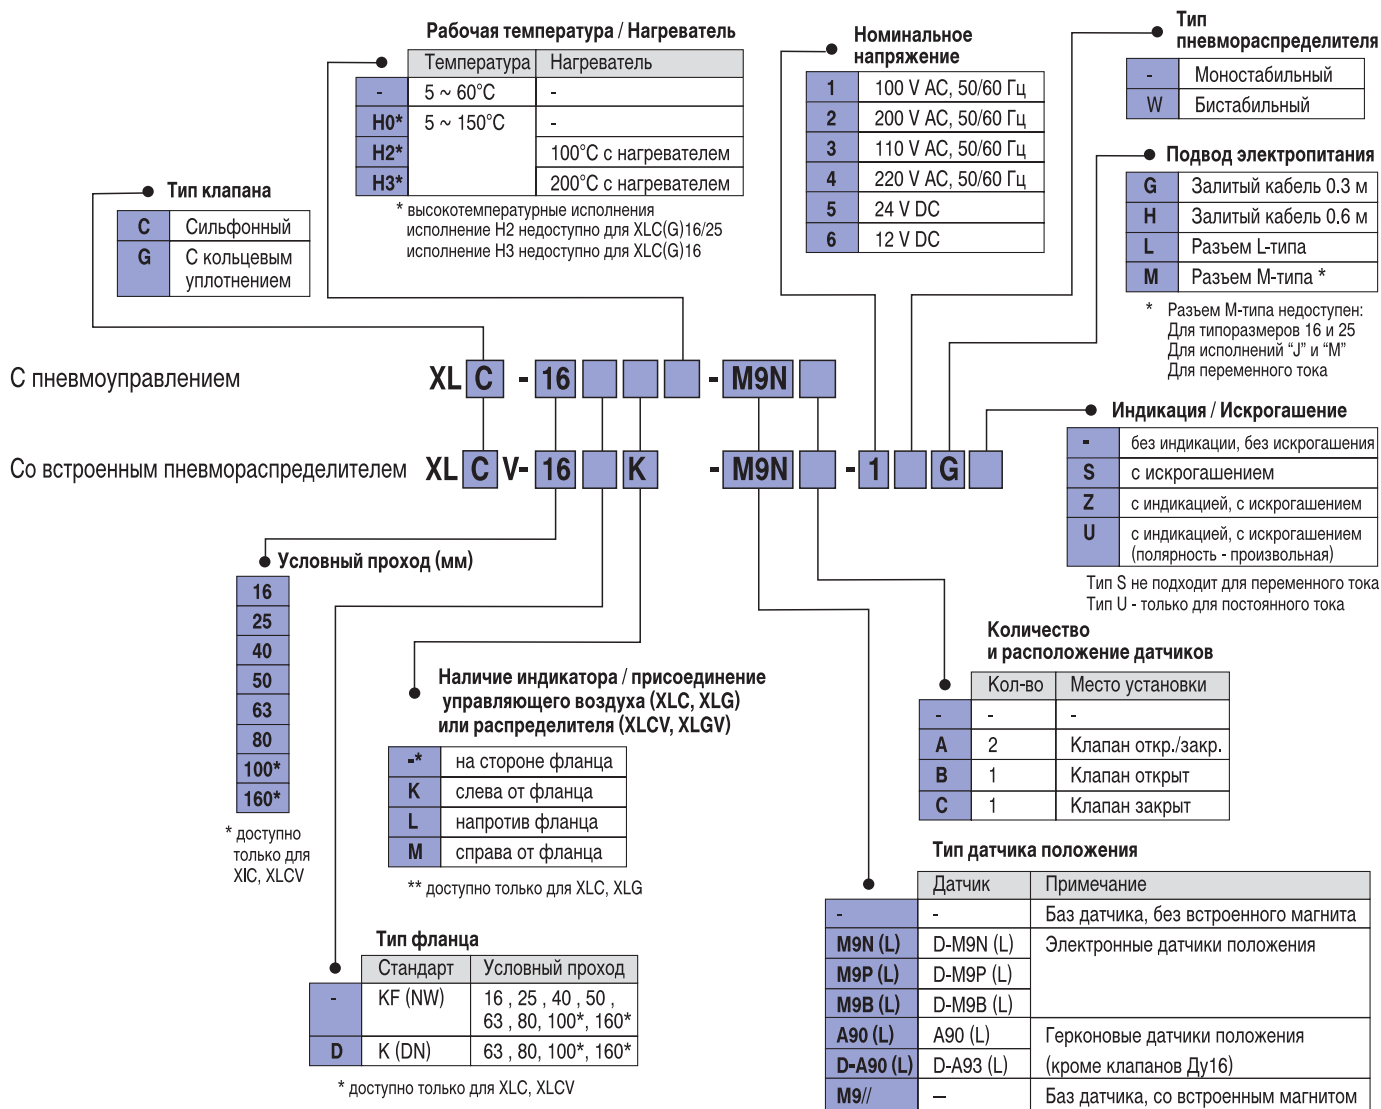 Рабочая температура / Нагреватель
Температура Нагреватель
- 5 ~ 60°C -
H0* 5 ~ 150°C -
H2* 100°C с нагревателем
H3* 200°C с нагревателем
* высокотемпературные исполнения
исполнение H2 недоступно для XLC(G)16/25
исполнение H3 недоступно для XLC(G)16
Номинальное
напряжение
1 100 V AC, 50/60 Гц
2 200 V AC, 50/60 Гц
3 110 V AC, 50/60 Гц
4 220 V AC, 50/60 Гц
5 24 V DC
6 12 V DC
Тип
пневмораспределителя
- Моностабильный
W Бистабильный
Подвод электропитания
G Залитый кабель 0.3 м
H Залитый кабель 0.6 м
L Разъем L-типа
M Разъем М-типа *
* Разъем М-типа недоступен:
Для типоразмеров 16 и 25
Для исполнений “J” и “M”
Для переменного тока
Тип клапана
C Сильфонный
G С кольцевым
уплотнением
С пневмоуправлением XL C - 16 - M9N
Со встроенным пневмораспределителем XL C V- 16 K -M9N - 1 G
Индикация / Искрогашение
- без индикации, без искрогашения
S с искрогашением
Z с индикацией, с искрогашением
U с индикацией, с искрогашением
(полярность - произвольная)
Тип S не подходит для переменного тока
Тип U - только для постоянного тока
Условный проход (мм)
16
25
40
50
63
80
100*
160*
* доступно
только для
XIC, XLCV
Наличие индикатора / присоединение
управляющего воздуха (XLC, XLG)
или распределителя (XLCV, XLGV)
-* на стороне фланца
K слева от фланца
L напротив фланца
M справа от фланца
** доступно только для XLC, XLG
Количество
и расположение датчиков
Кол-во Место установки
- - -
A 2 Клапан откр./закр.
B 1 Клапан открыт
C 1 Клапан закрыт
Тип фланца
Стандарт Условный проход
- KF (NW) 16 , 25 , 40 , 50 ,
63 , 80, 100*, 160*
D K (DN) 63 , 80, 100*, 160*
* доступно только для XLC, XLCV
Тип датчика положения
Датчик Примечание
- - Баз датчика, без встроенного магнита
M9N (L) D-M9N (L) Электронные датчики положения
M9P (L) D-M9P (L)
M9B (L) D-M9B (L)
A90 (L) A90 (L) Герконовые датчики положения
D-A90 (L) D-A93 (L) (кроме клапанов Ду16)
M9// — Баз датчика, со встроенным магнитом